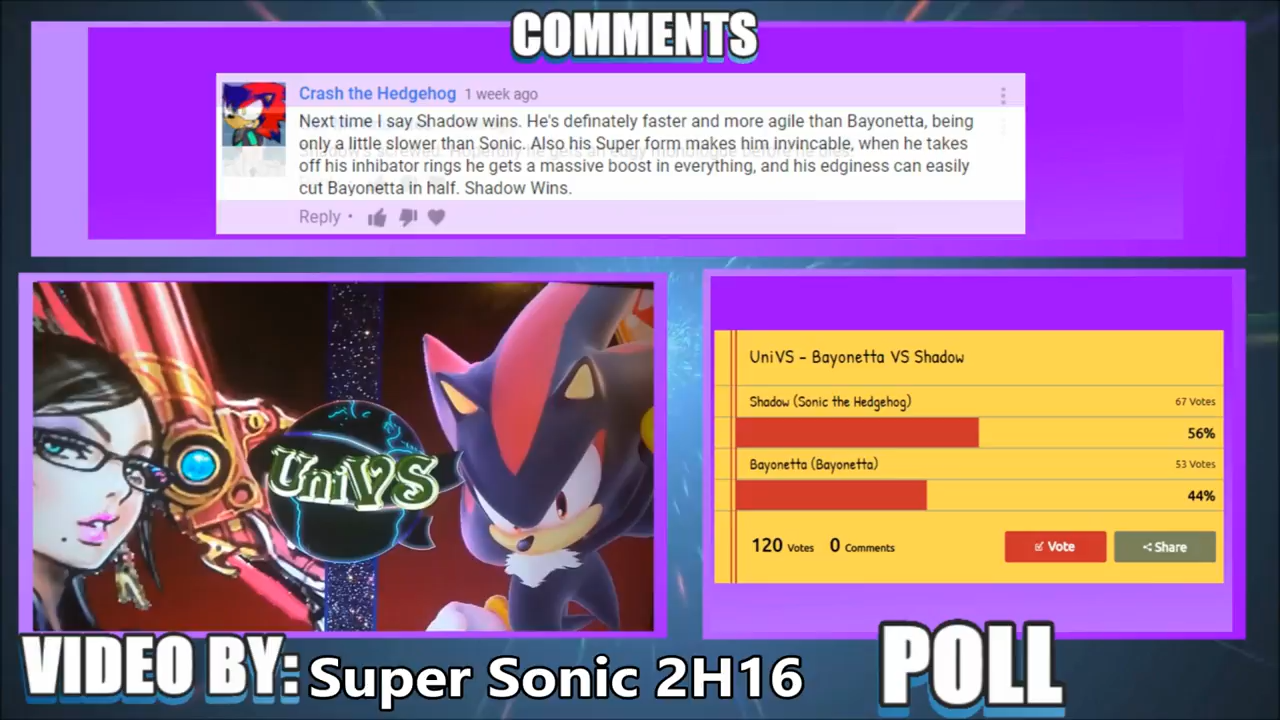 COMMENTS
Crash the Hedgehog 1 week ago
Next time I say Shadow wins. He's definately faster and more agile than Bayonetta, being
only a little slower than Sonic. Also his Super form makes him invincable, when he takes
off his inhibator rings he gets a massive boost in everything, and his edginess can easily
cut Bayonetta in half. Shadow Wins.
Reply •
UniVS
UniVS - Bayonetta VS Shadow
Shadow (Sonic the Hedgehog) 67 Votes
56%
Bayonetta (Bayonetta) 53 Votes
44%
120 Votes 0 Comments Vote Share
VIDEO BY: Super Sonic 2H16
POLL